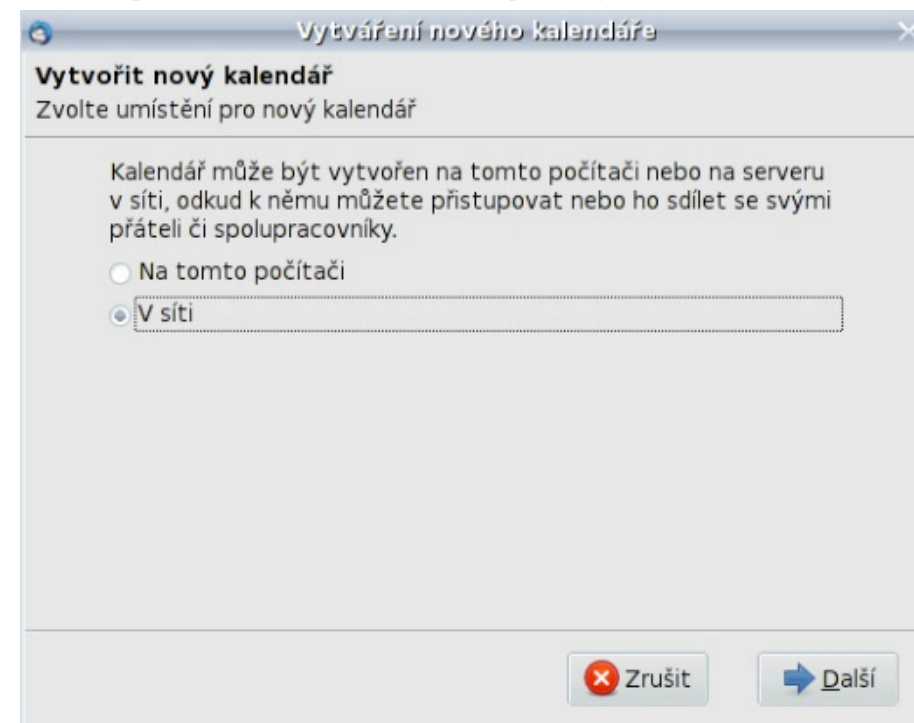 Vytváření nového kalendáře
Vytvořit nový kalendář
Zvolte umístění pro nový kalendář
Kalendář může být vytvořen na tomto počítači nebo na serveru
v síti, odkud k němu můžete přistupovat nebo ho sdílet se svými
přáteli či spolupracovníky.
Na tomto počítači
V síti
Zrušit
Další